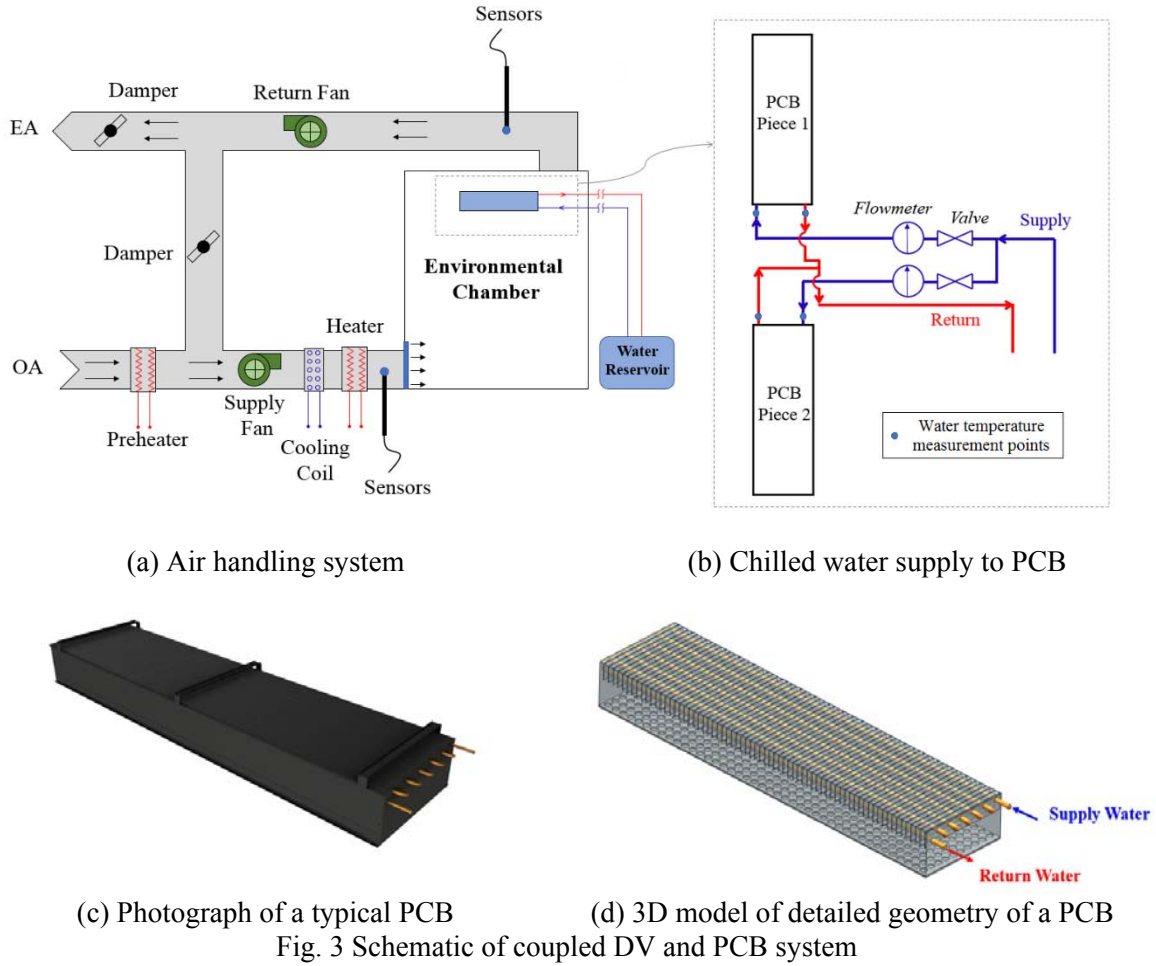 Sensors
Damper
Return Fan
EA
Damper
Environmental
Chamber
Heater
Water
Reservoir
OA
Preheater
Supply
Fan
Cooling
Coil
Sensors
PCB
Piece 1
Flowmeter
Valve
Supply
Return
PCB
Piece 2
Water temperature
measurement points
(a) Air handling system
(b) Chilled water supply to PCB
Supply Water
Return Water
(c) Photograph of a typical PCB
(d) 3D model of detailed geometry of a PCB
Fig. 3 Schematic of coupled DV and PCB system